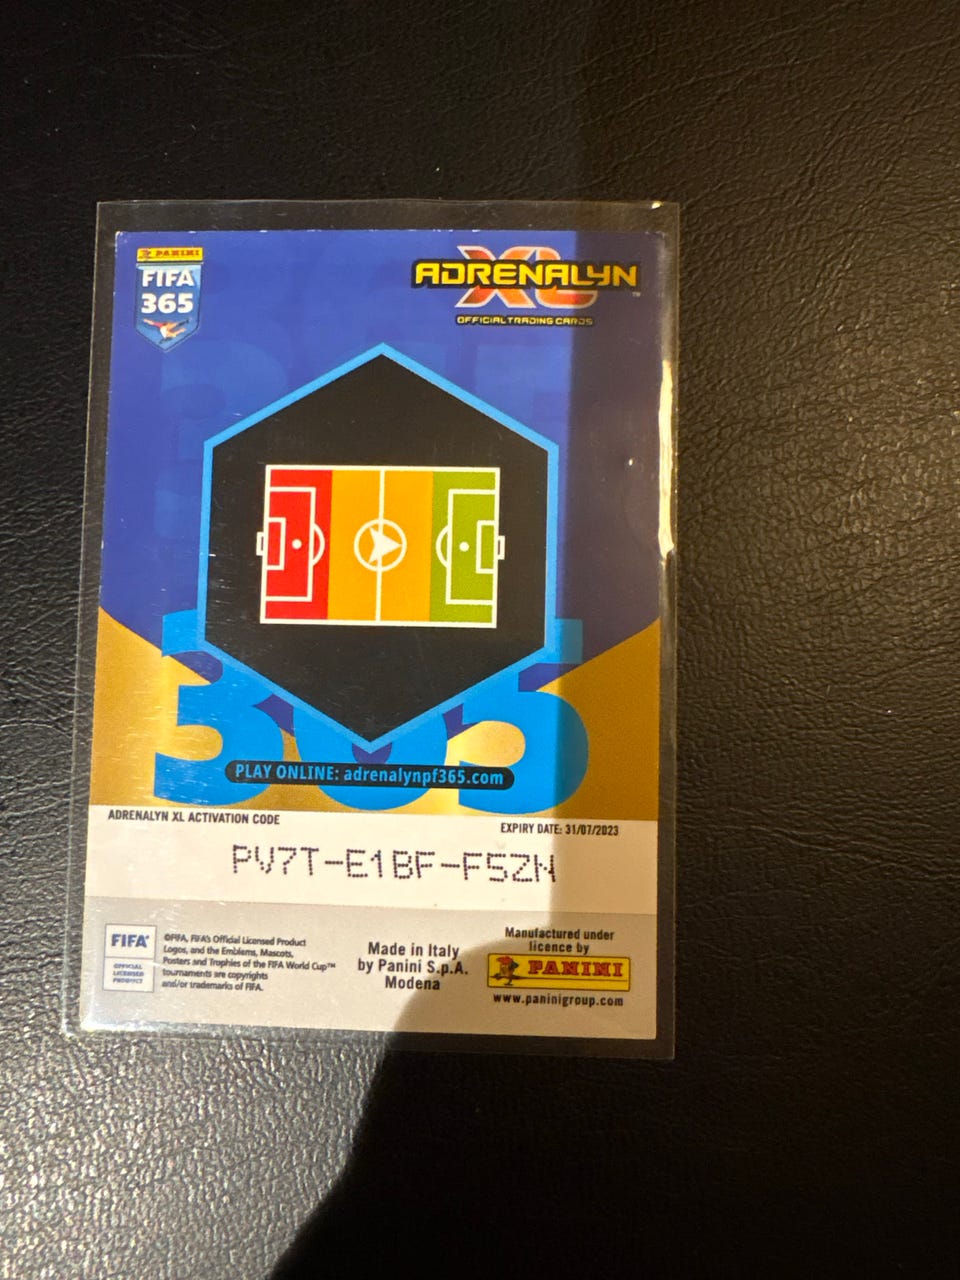 PANINI
FIFA
365
ADRENALYN
XL
™
OFFICIAL TRADING CARDS
365
PLAY ONLINE: adrenalynpf365.com
ADRENALYN XL ACTIVATION CODE
EXPIRY DATE: 31/07/2023
PV7T-E1BF-F5ZN
FIFA®
OFFICIAL
LICENSED
PRODUCT
©FIFA, FIFA's Official Licensed Product
Logos, and the Emblems, Mascots,
Posters and Trophies of the FIFA World Cup™
tournaments are copyrights
and/or trademarks of FIFA.
Made in Italy
by Panini S.p.A.
Modena
Manufactured under
licence by
PANINI
www.paninigroup.com